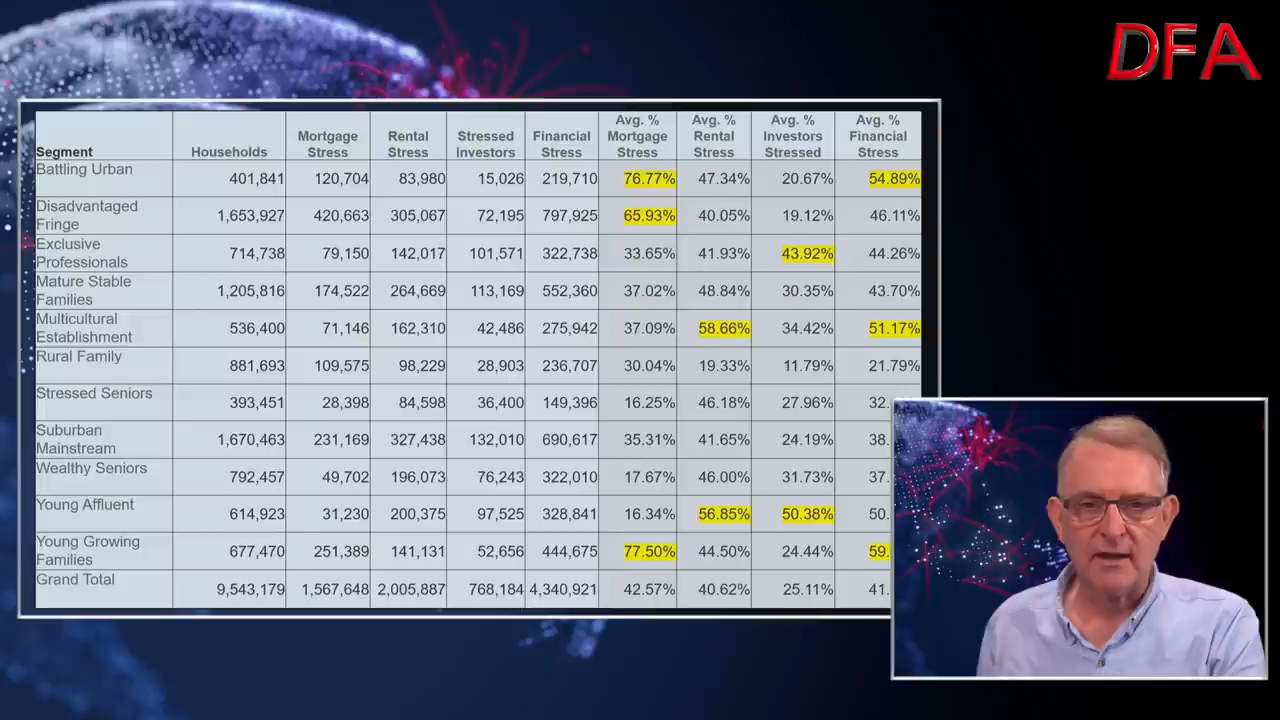 DFA
Segment Households Mortgage Stress Rental Stress Stressed Investors Financial Stress Avg. % Mortgage Stress Avg. % Rental Stress Avg. % Investors Stressed Avg. % Financial Stress
Battling Urban 401,841 120,704 83,980 15,026 219,710 76.77% 47.34% 20.67% 54.89%
Disadvantaged Fringe 1,653,927 420,663 305,067 72,195 797,925 65.93% 40.05% 19.12% 46.11%
Exclusive Professionals 714,738 79,150 142,017 101,571 322,738 33.65% 41.93% 43.92% 44.26%
Mature Stable Families 1,205,816 174,522 264,669 113,169 552,360 37.02% 48.84% 30.35% 43.70%
Multicultural Establishment 536,400 71,146 162,310 42,486 275,942 37.09% 58.66% 34.42% 51.17%
Rural Family 881,693 109,575 98,229 28,903 236,707 30.04% 19.33% 11.79% 21.79%
Stressed Seniors 393,451 28,398 84,598 36,400 149,396 16.25% 46.18% 27.96% 32.
Suburban Mainstream 1,670,463 231,169 327,438 132,010 690,617 35.31% 41.65% 24.19% 38.
Wealthy Seniors 792,457 49,702 196,073 76,243 322,010 17.67% 46.00% 31.73% 37.
Young Affluent 614,923 31,230 200,375 97,525 328,841 16.34% 56.85% 50.38% 50.
Young Growing Families 677,470 251,389 141,131 52,656 444,675 77.50% 44.50% 24.44% 59.
Grand Total 9,543,179 1,567,648 2,005,887 768,184 4,340,921 42.57% 40.62% 25.11% 41.